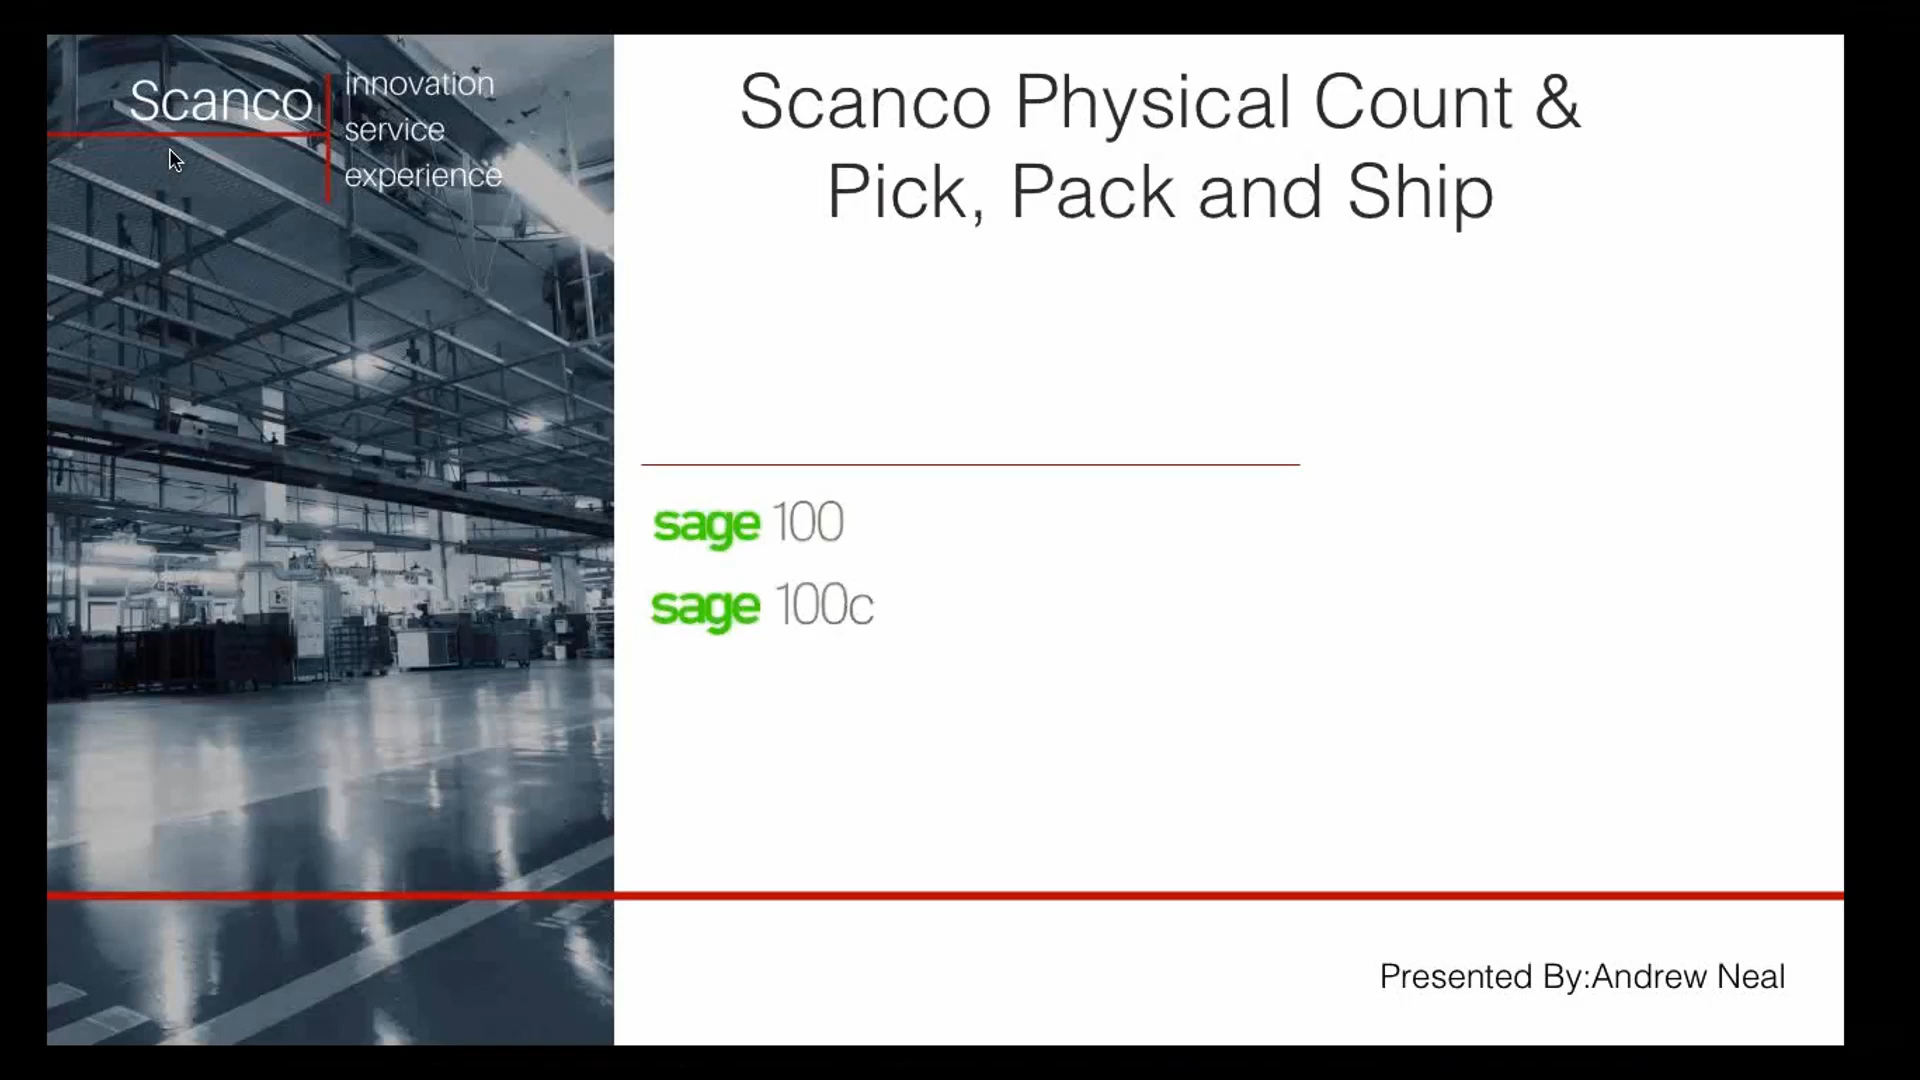 Scanco
innovation
service
experience
Scanco Physical Count &
Pick, Pack and Ship
sage 100
sage 100c
Presented By:Andrew Neal